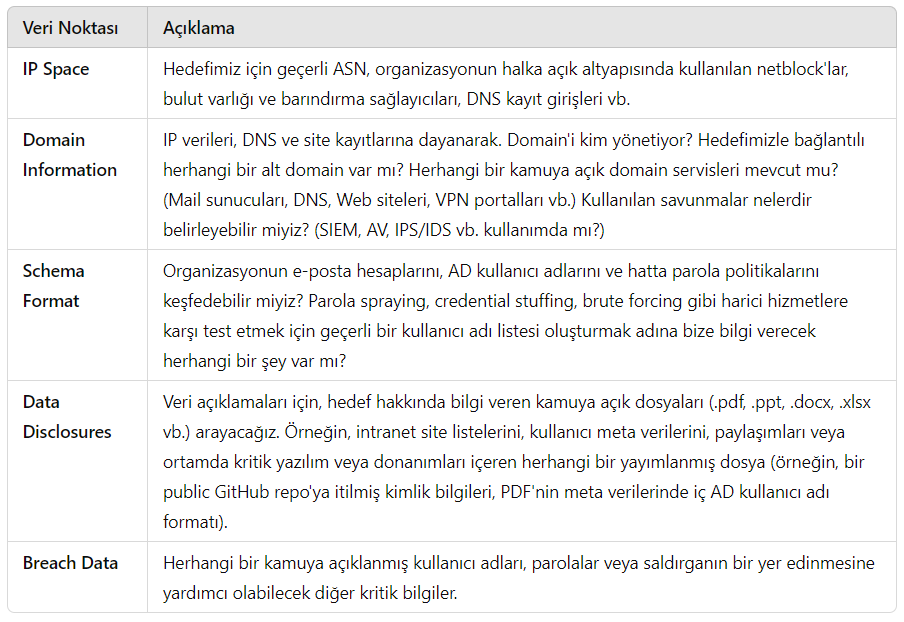 Veri Noktası Açıklama
IP Space Hedefimiz için geçerli ASN, organizasyonun halka açık altyapısında kullanılan netblock'lar,
bulut varlığı ve barındırma sağlayıcıları, DNS kayıt girişleri vb.
Domain IP verileri, DNS ve site kayıtlarına dayanarak. Domain'i kim yönetiyor? Hedefimizle bağlantılı
Information herhangi bir alt domain var mı? Herhangi bir kamuya açık domain servisleri mevcut mu?
(Mail sunucuları, DNS, Web siteleri, VPN portalları vb.) Kullanılan savunmalar nelerdir
belirleyebilir miyiz? (SIEM, AV, IPS/IDS vb. kullanımda mı?)
Schema Organizasyonun e-posta hesaplarını, AD kullanıcı adlarını ve hatta parola politikalarını
Format keşfedebilir miyiz? Parola spraying, credential stuffing, brute forcing gibi harici hizmetlere
karşı test etmek için geçerli bir kullanıcı adı listesi oluşturmak adına bize bilgi verecek
herhangi bir şey var mı?
Data Veri açıklamaları için, hedef hakkında bilgi veren kamuya açık dosyaları (.pdf, .ppt, .docx, .xlsx
Disclosures vb.) arayacağız. Örneğin, intranet site listelerini, kullanıcı meta verilerini, paylaşımları veya
ortamda kritik yazılım veya donanımları içeren herhangi bir yayımlanmış dosya (örneğin, bir
public GitHub repo'ya itilmiş kimlik bilgileri, PDF'nin meta verilerinde iç AD kullanıcı adı
formatı).
Breach Data Herhangi bir kamuya açıklanmış kullanıcı adları, parolalar veya saldırganın bir yer edinmesine
yardımcı olabilecek diğer kritik bilgiler.